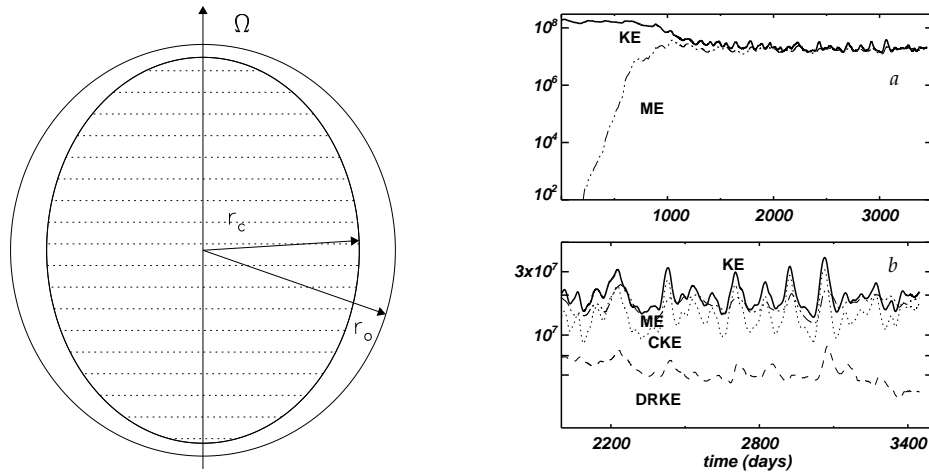 Ω
r_c
r_o
10^8
10^6
10^4
10^2
KE
ME
a
1000 2000 3000
3x10^7
10^7
KE
b
ME
CKE
DRKE
2200 2800 3400
time (days)